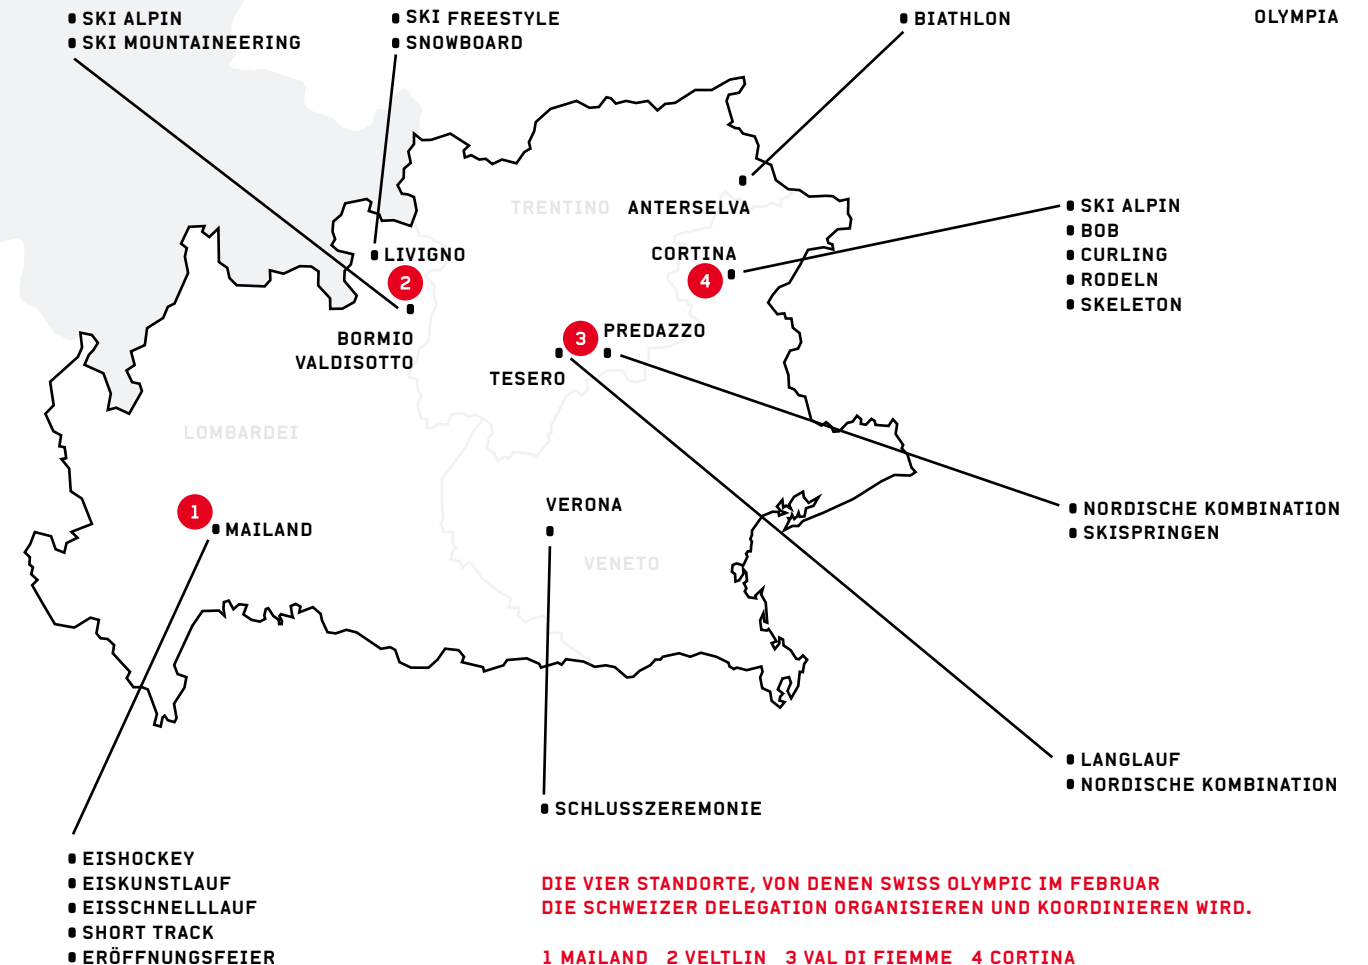 SKI ALPIN
SKI MOUNTAINEERING
SKI FREESTYLE
SNOWBOARD
BIATHLON
OLYMPIA
TRENTINO
ANTERSELVA
SKI ALPIN
BOB
CURLING
RODELN
SKELETON
LIVIGNO
CORTINA
2
4
BORMIO
VALDISOTTO
3
PREDAZZO
TESERO
LOMBARDEI
1
MAILAND
VERONA
VENETO
NORDISCHE KOMBINATION
SKISPRINGEN
LANGLAUF
NORDISCHE KOMBINATION
SCHLUSSZEREMONIE
EISHOCKEY
EISKUNSTLAUF
EISSCHNELLLAUF
SHORT TRACK
ERÖFFNUNGSFEIER
DIE VIER STANDORTE, VON DENEN SWISS OLYMPIC IM FEBRUAR
DIE SCHWEIZER DELEGATION ORGANISIEREN UND KOORDINIEREN WIRD.
1 MAILAND 2 VELTLIN 3 VAL DI FIEMME 4 CORTINA